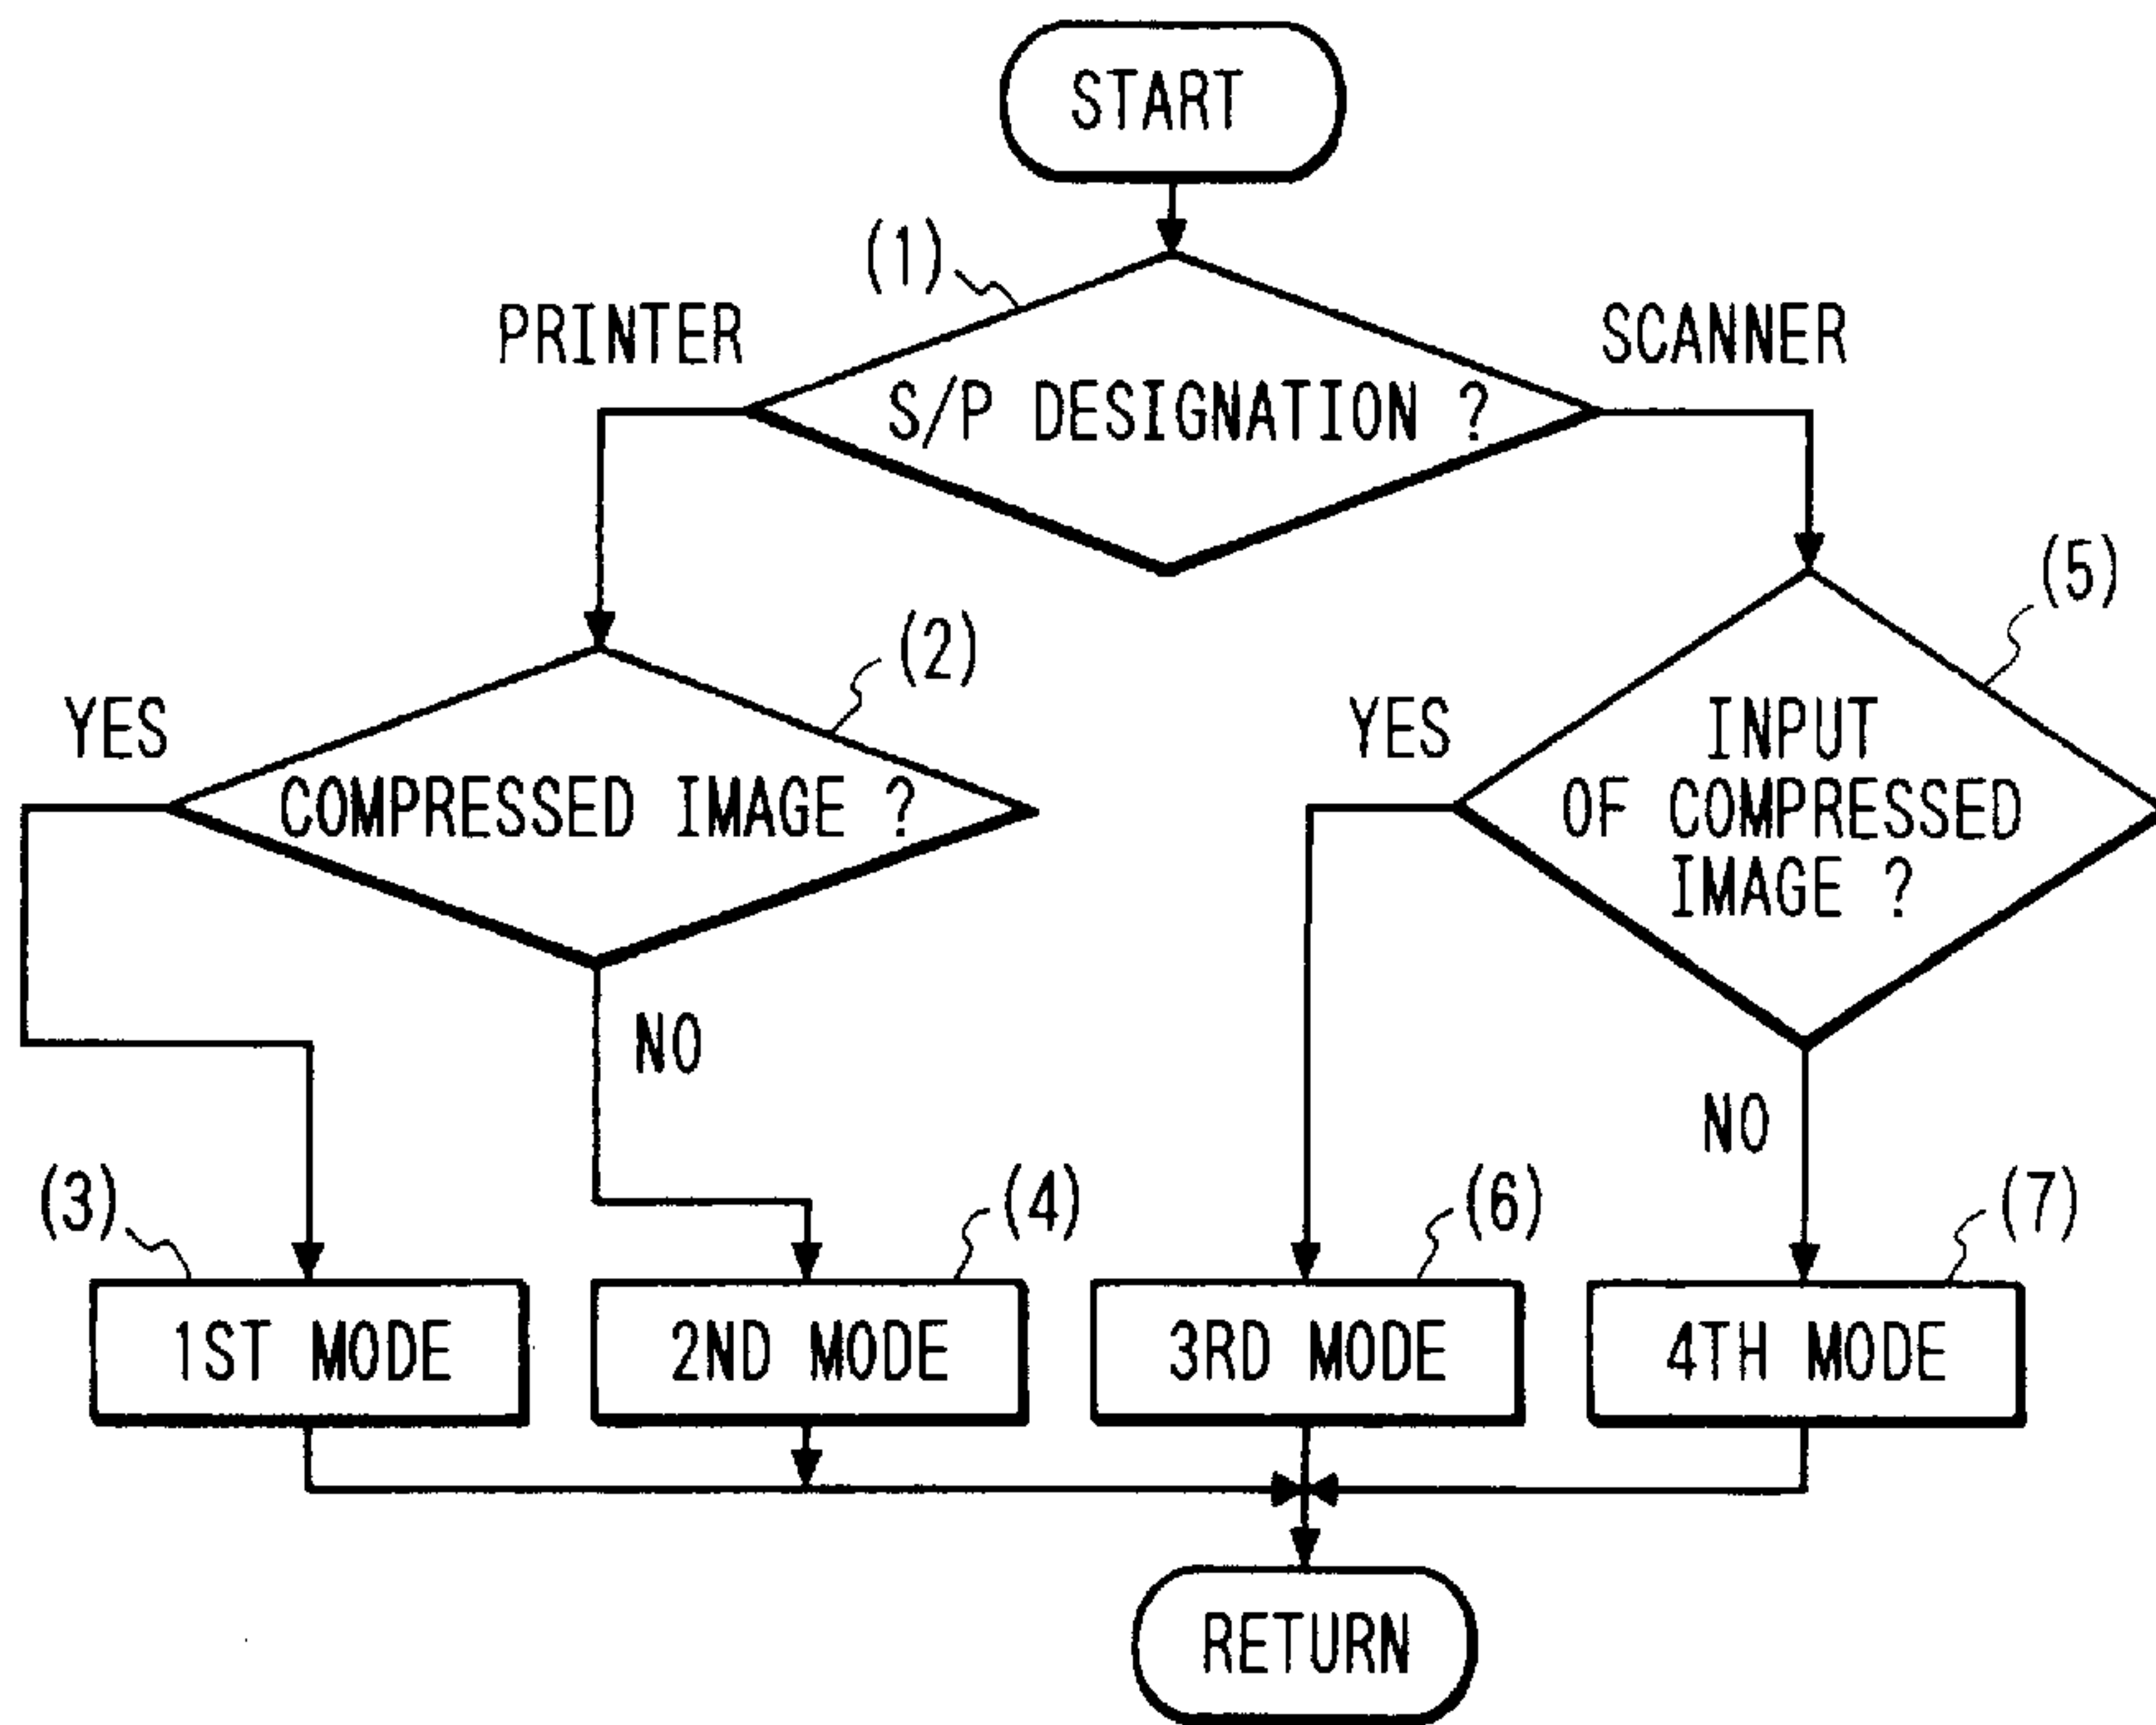 START
(1)
PRINTER
SCANNER
S/P DESIGNATION ?
(2)
(5)
YES
COMPRESSED IMAGE ?
YES
INPUT
OF COMPRESSED
IMAGE ?
NO
NO
(3)
(4)
(6)
(7)
1ST MODE
2ND MODE
3RD MODE
4TH MODE
RETURN